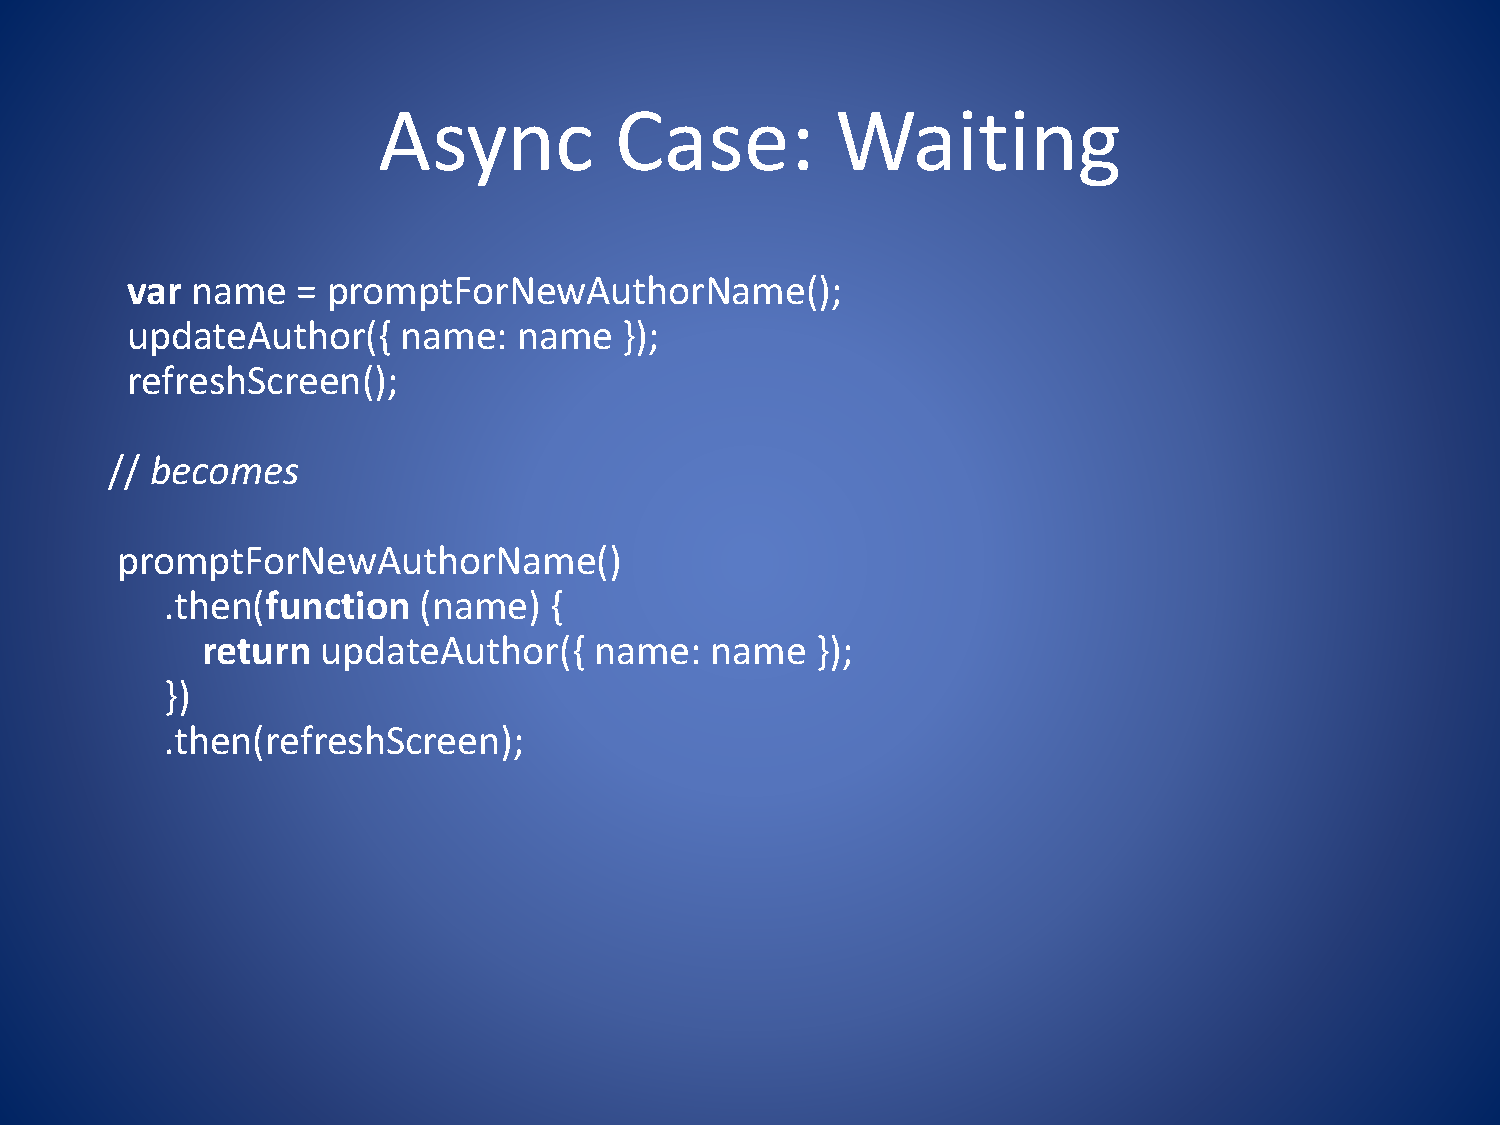 Async Case: Waiting
var name = promptForNewAuthorName();
updateAuthor({ name: name });
refreshScreen();
// becomes
promptForNewAuthorName()
.then(function (name) {
return updateAuthor({ name: name });
})
.then(refreshScreen);